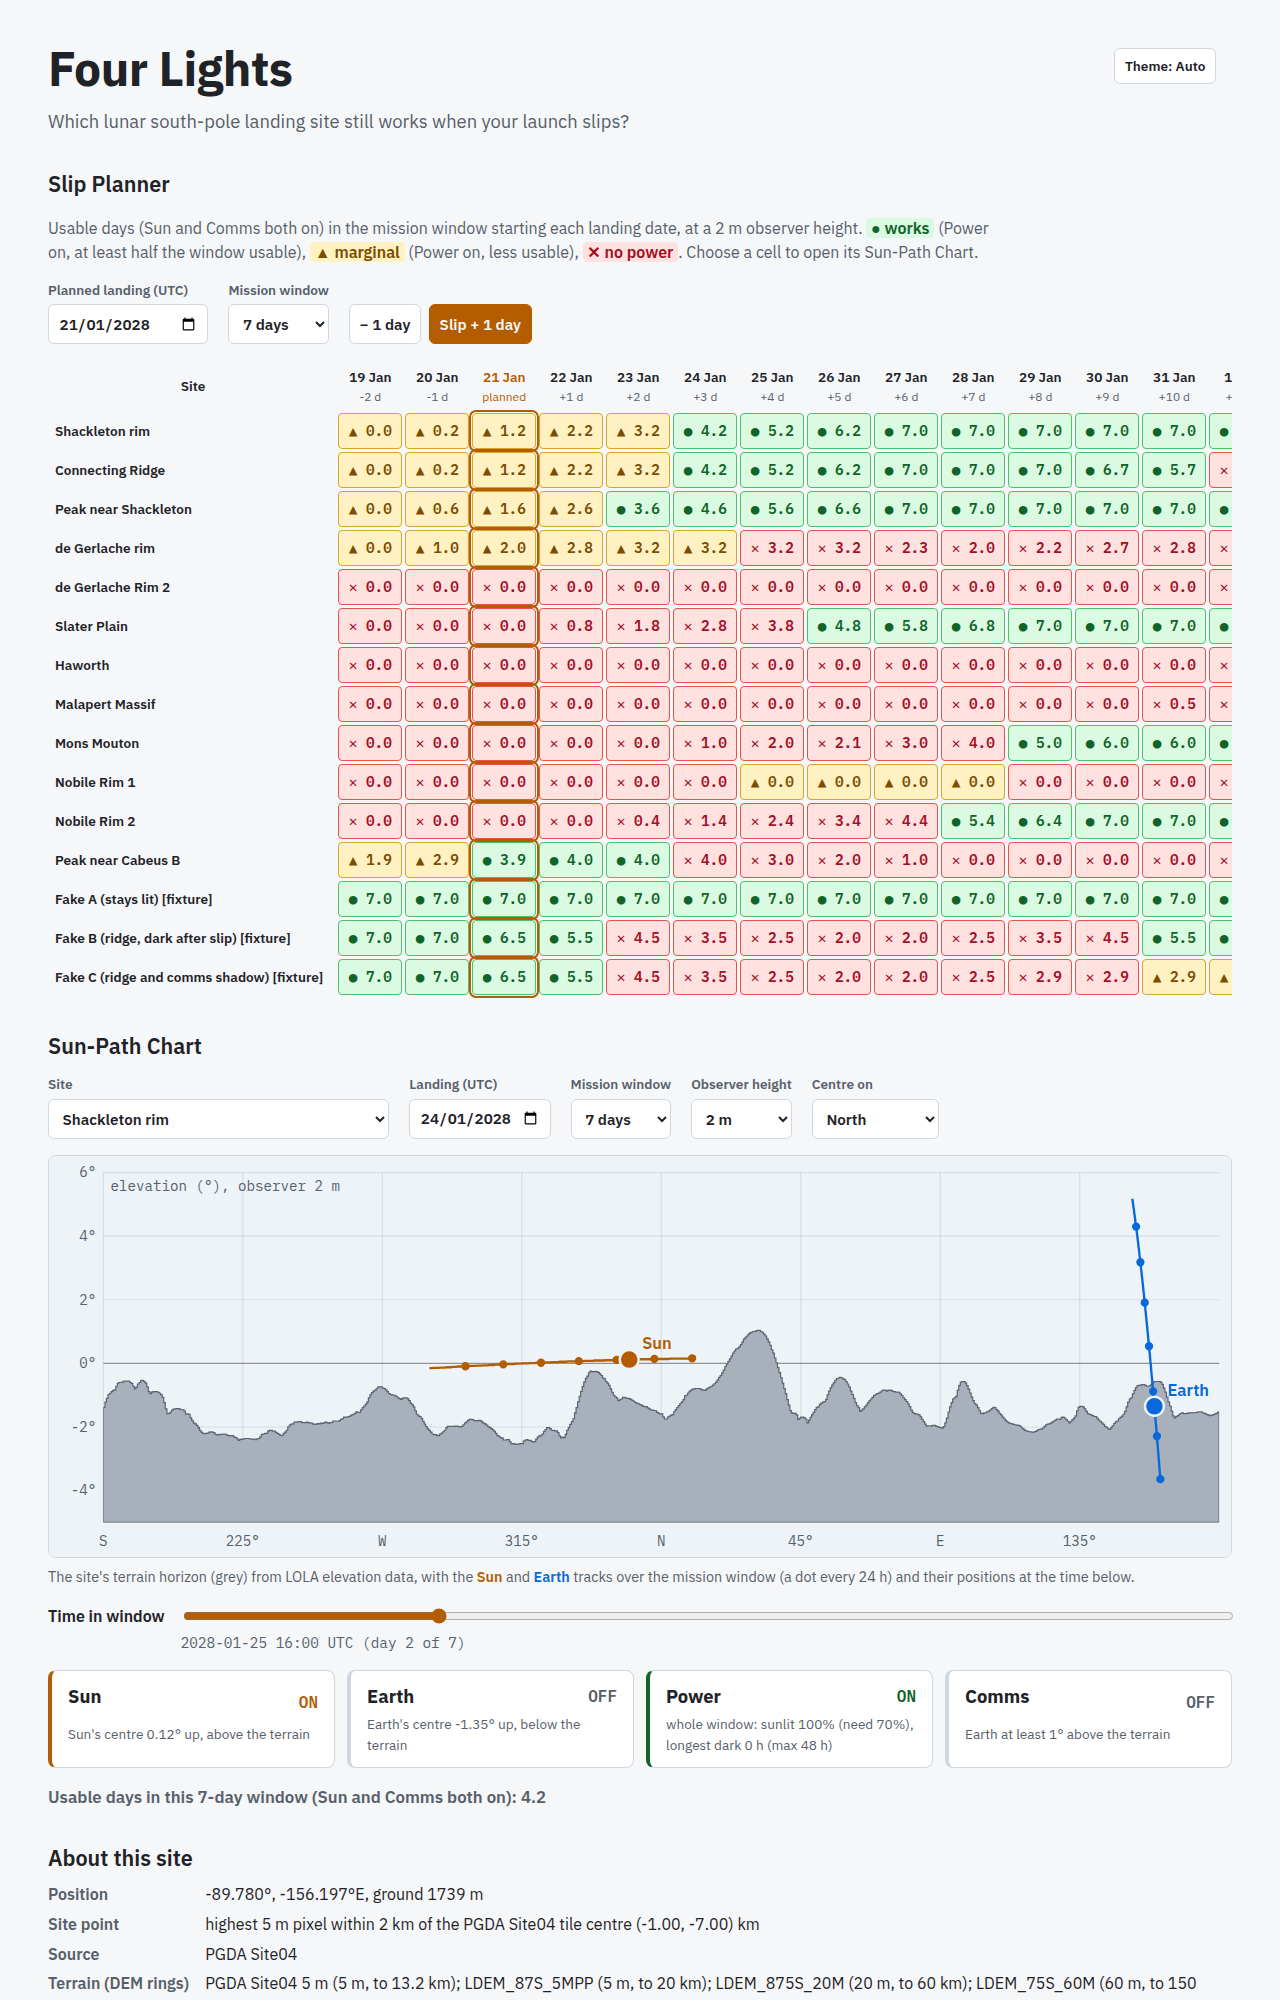 Four Lights
Theme: Auto
Which lunar south-pole landing site still works when your launch slips?
Slip Planner
Usable days (Sun and Comms both on) in the mission window starting each landing date, at a 2 m observer height. ● works (Power
on, at least half the window usable), ▲ marginal (Power on, less usable), ✕ no power. Choose a cell to open its Sun-Path Chart.
Planned landing (UTC) Mission window
21/01/2028 7 days − 1 day Slip + 1 day
Site 19 Jan 20 Jan 21 Jan 22 Jan 23 Jan 24 Jan 25 Jan 26 Jan 27 Jan 28 Jan 29 Jan 30 Jan 31 Jan 1
-2 d -1 d planned +1 d +2 d +3 d +4 d +5 d +6 d +7 d +8 d +9 d +10 d +
Shackleton rim ▲ 0.0 ▲ 0.2 ▲ 1.2 ▲ 2.2 ▲ 3.2 ● 4.2 ● 5.2 ● 6.2 ● 7.0 ● 7.0 ● 7.0 ● 7.0 ● 7.0 ●
Connecting Ridge ▲ 0.0 ▲ 0.2 ▲ 1.2 ▲ 2.2 ▲ 3.2 ● 4.2 ● 5.2 ● 6.2 ● 7.0 ● 7.0 ● 7.0 ● 6.7 ● 5.7 ×
Peak near Shackleton ▲ 0.0 ▲ 0.6 ▲ 1.6 ▲ 2.6 ● 3.6 ● 4.6 ● 5.6 ● 6.6 ● 7.0 ● 7.0 ● 7.0 ● 7.0 ● 7.0 ●
de Gerlache rim ▲ 0.0 ▲ 1.0 ▲ 2.0 ▲ 2.8 ▲ 3.2 ▲ 3.2 × 3.2 × 3.2 × 2.3 × 2.0 × 2.2 × 2.7 × 2.8 ×
de Gerlache Rim 2 × 0.0 × 0.0 × 0.0 × 0.0 × 0.0 × 0.0 × 0.0 × 0.0 × 0.0 × 0.0 × 0.0 × 0.0 × 0.0 ×
Slater Plain × 0.0 × 0.0 × 0.0 × 0.8 × 1.8 × 2.8 × 3.8 ● 4.8 ● 5.8 ● 6.8 ● 7.0 ● 7.0 ● 7.0 ●
Haworth × 0.0 × 0.0 × 0.0 × 0.0 × 0.0 × 0.0 × 0.0 × 0.0 × 0.0 × 0.0 × 0.0 × 0.0 × 0.0 ×
Malapert Massif × 0.0 × 0.0 × 0.0 × 0.0 × 0.0 × 0.0 × 0.0 × 0.0 × 0.0 × 0.0 × 0.0 × 0.0 × 0.5 ×
Mons Mouton × 0.0 × 0.0 × 0.0 × 0.0 × 0.0 × 1.0 × 2.0 × 2.1 × 3.0 × 4.0 ● 5.0 ● 6.0 ● 6.0 ●
Nobile Rim 1 × 0.0 × 0.0 × 0.0 × 0.0 × 0.0 × 0.0 ▲ 0.0 ▲ 0.0 ▲ 0.0 ▲ 0.0 × 0.0 × 0.0 × 0.0 ×
Nobile Rim 2 × 0.0 × 0.0 × 0.0 × 0.0 × 0.4 × 1.4 × 2.4 × 3.4 × 4.4 ● 5.4 ● 6.4 ● 7.0 ● 7.0 ●
Peak near Cabeus B ▲ 1.9 ▲ 2.9 ● 3.9 ● 4.0 ● 4.0 × 4.0 × 3.0 × 2.0 × 1.0 × 0.0 × 0.0 × 0.0 × 0.0 ×
Fake A (stays lit) [fixture] ● 7.0 ● 7.0 ● 7.0 ● 7.0 ● 7.0 ● 7.0 ● 7.0 ● 7.0 ● 7.0 ● 7.0 ● 7.0 ● 7.0 ● 7.0 ●
Fake B (ridge, dark after slip) [fixture] ● 7.0 ● 7.0 ● 6.5 ● 5.5 × 4.5 × 3.5 × 2.5 × 2.0 × 2.0 × 2.5 × 3.5 × 4.5 ● 5.5 ●
Fake C (ridge and comms shadow) [fixture] ● 7.0 ● 7.0 ● 6.5 ● 5.5 × 4.5 × 3.5 × 2.5 × 2.0 × 2.0 × 2.5 × 2.9 × 2.9 ▲ 2.9 ▲
Sun-Path Chart
Site Landing (UTC) Mission window Observer height Centre on
Shackleton rim 24/01/2028 7 days 2 m North
6°
elevation (°), observer 2 m
4°
2°
0°
-2°
-4°
Sun
Earth
S 225° W 315° N 45° E 135°
The site's terrain horizon (grey) from LOLA elevation data, with the Sun and Earth tracks over the mission window (a dot every 24 h) and their positions at the time below.
Time in window
2028-01-25 16:00 UTC (day 2 of 7)
Sun ON
Sun's centre 0.12° up, above the terrain
Earth OFF
Earth's centre -1.35° up, below the
terrain
Power ON
whole window: sunlit 100% (need 70%),
longest dark 0 h (max 48 h)
Comms OFF
Earth at least 1° above the terrain
Usable days in this 7-day window (Sun and Comms both on): 4.2
About this site
Position -89.780°, -156.197°E, ground 1739 m
Site point highest 5 m pixel within 2 km of the PGDA Site04 tile centre (-1.00, -7.00) km
Source PGDA Site04
Terrain (DEM rings) PGDA Site04 5 m (5 m, to 13.2 km); LDEM_87S_5MPP (5 m, to 20 km); LDEM_875S_20M (20 m, to 60 km); LDEM_75S_60M (60 m, to 150